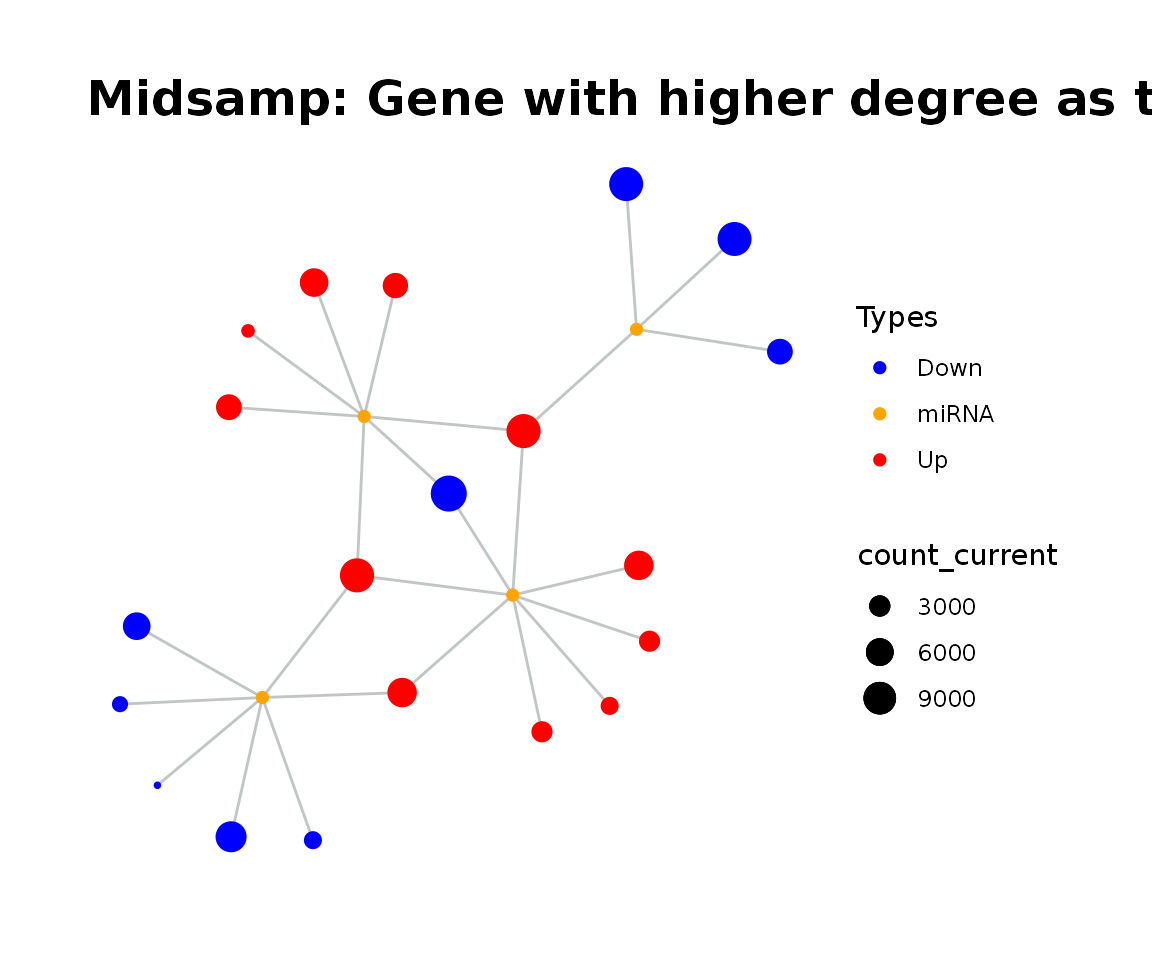 Midsamp: Gene with higher degree as t
Types
Down
miRNA
Up
count_current
3000
6000
9000